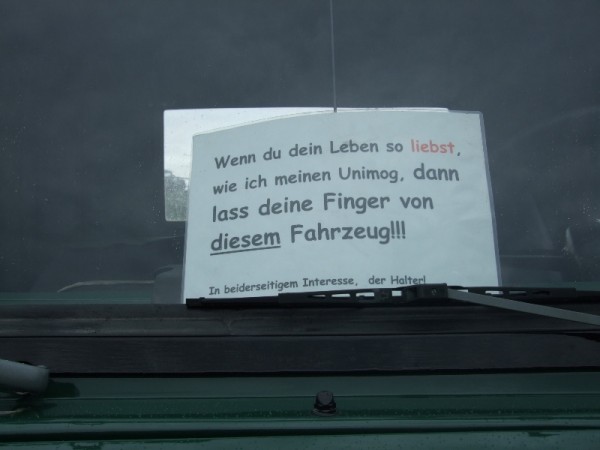 Wenn du dein Leben so liebst,
wie ich meinen Unimog, dann
lass deine Finger von
diesem Fahrzeug!!!
In beiderseitigem Interesse, der Halter!